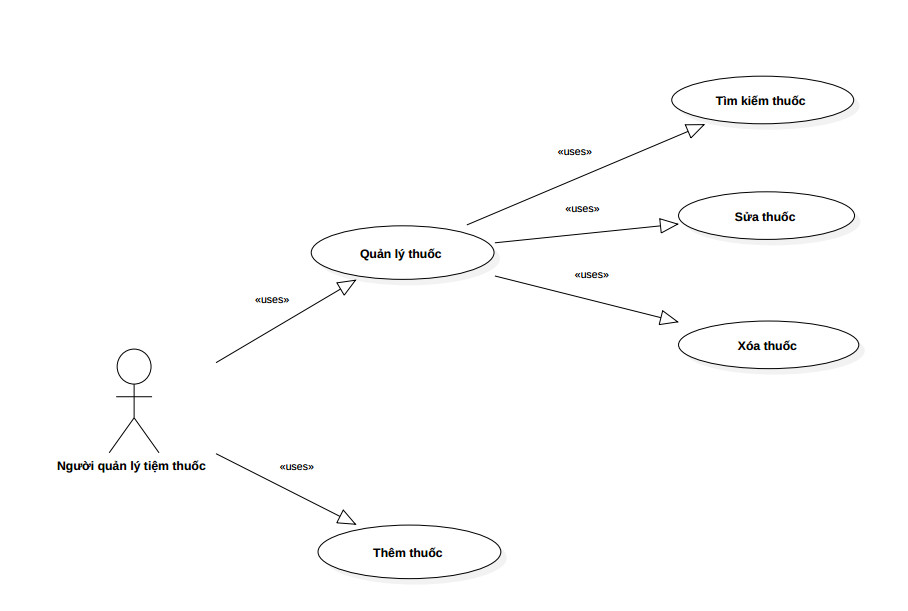 Tìm kiếm thuốc
«uses»
«uses»
Sửa thuốc
Quản lý thuốc
«uses»
«uses»
Xóa thuốc
Người quản lý tiệm thuốc
«uses»
Thêm thuốc